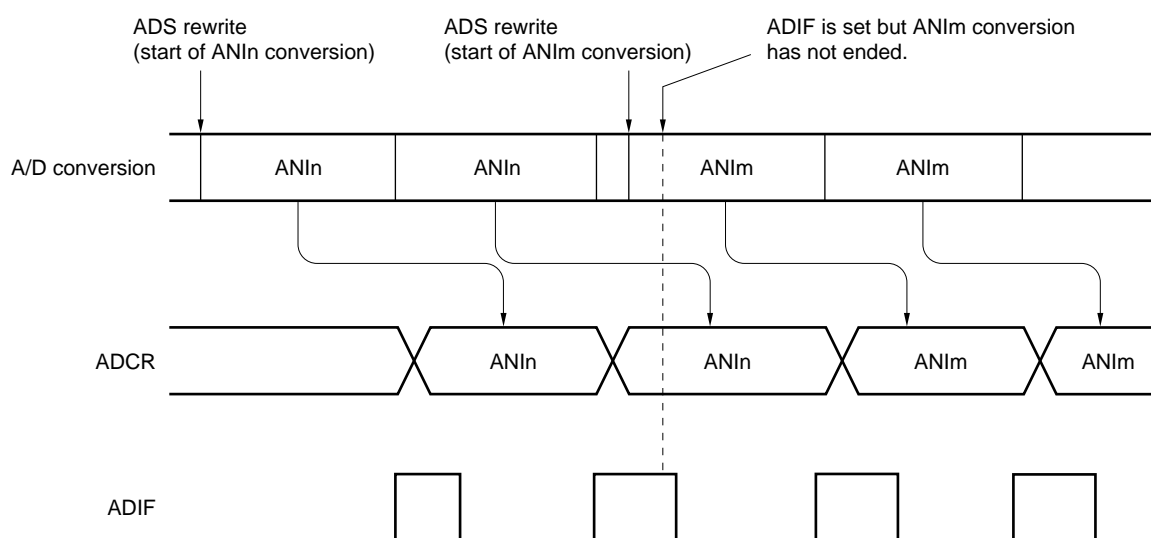 ADS rewrite
(start of ANIn conversion)
ADS rewrite
(start of ANIm conversion)
ADIF is set but ANIm conversion
has not ended.
A/D conversion
ANIn
ANIn
ANIm
ANIm
ADCR
ANIn
ANIn
ANIm
ANIm
ADIF